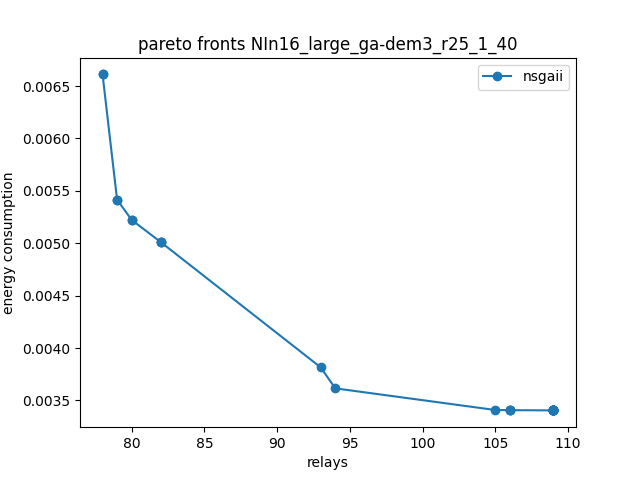 pareto fronts NIn16_large_ga-dem3_r25_1_40
nsgaii
energy consumption
0.0065
0.0060
0.0055
0.0050
0.0045
0.0040
0.0035
80 85 90 95 100 105 110
relays